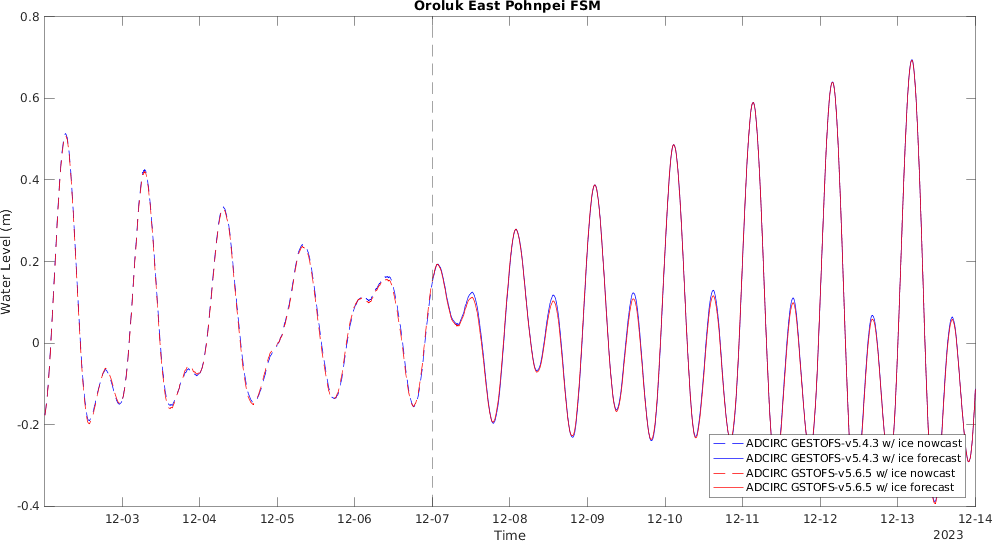 Oroluk East Pohnpei FSM
Water Level (m)
0.8
0.6
0.4
0.2
0
-0.2
-0.4
12-03 12-04 12-05 12-06 12-07 12-08 12-09 12-10 12-11 12-12 12-13 12-14
Time
2023
ADCIRC GESTOFS-v5.4.3 w/ ice nowcast
ADCIRC GESTOFS-v5.4.3 w/ ice forecast
ADCIRC GSTOFS-v5.6.5 w/ ice nowcast
ADCIRC GSTOFS-v5.6.5 w/ ice forecast